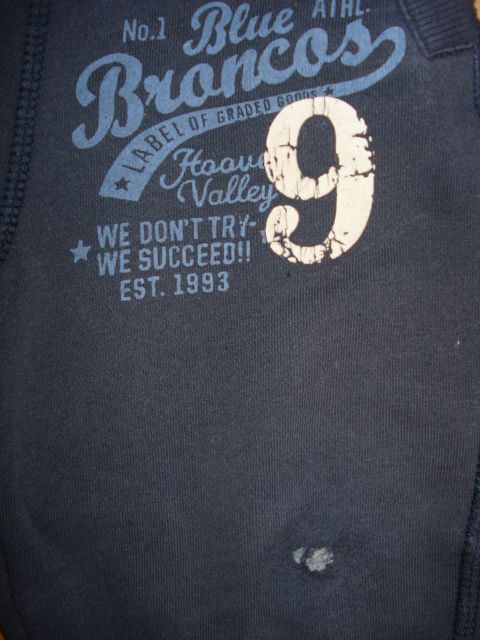 No.1 Blue ATHL.
Broncos
LABEL OF GRADED GOODS
Valley
9
WE DON'T TRY-
WE SUCCEED!!
EST. 1993